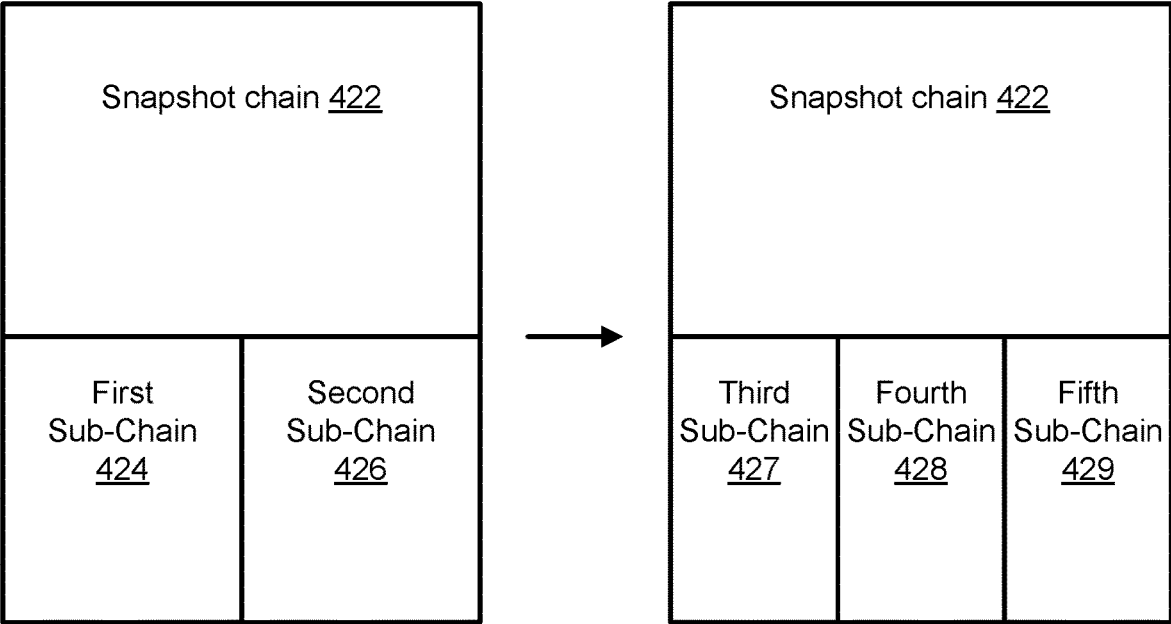 Snapshot chain 422
First
Sub-Chain
424
Second
Sub-Chain
426
Snapshot chain 422
Third
Sub-Chain
427
Fourth
Sub-Chain
428
Fifth
Sub-Chain
429